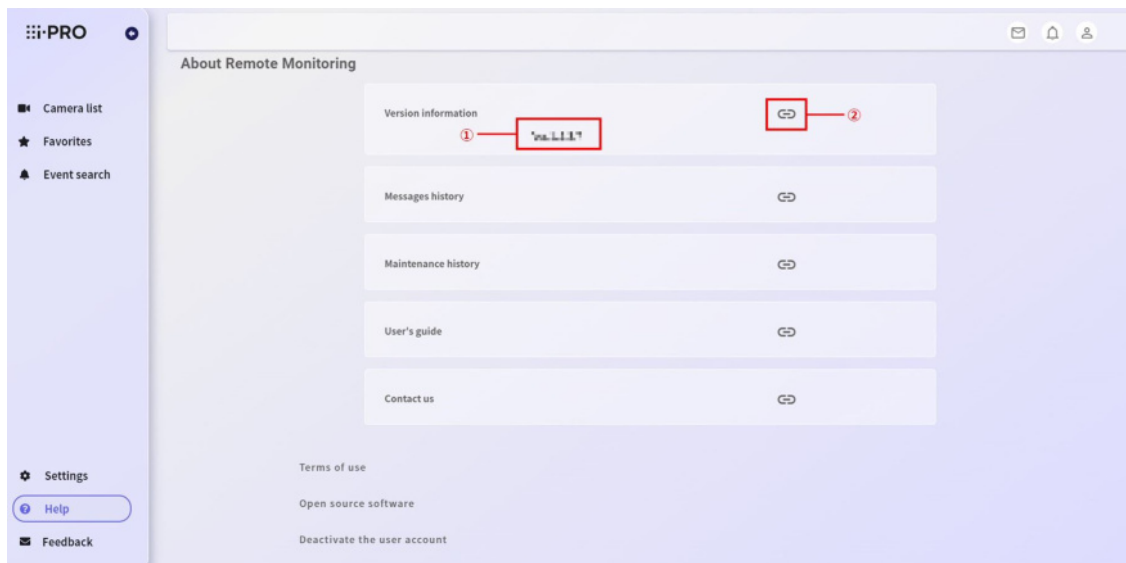 i-PRO
Camera list
Favorites
Event search
Settings
Help
Feedback
About Remote Monitoring
Version information
①
②
Messages history
Maintenance history
User's guide
Contact us
Terms of use
Open source software
Deactivate the user account